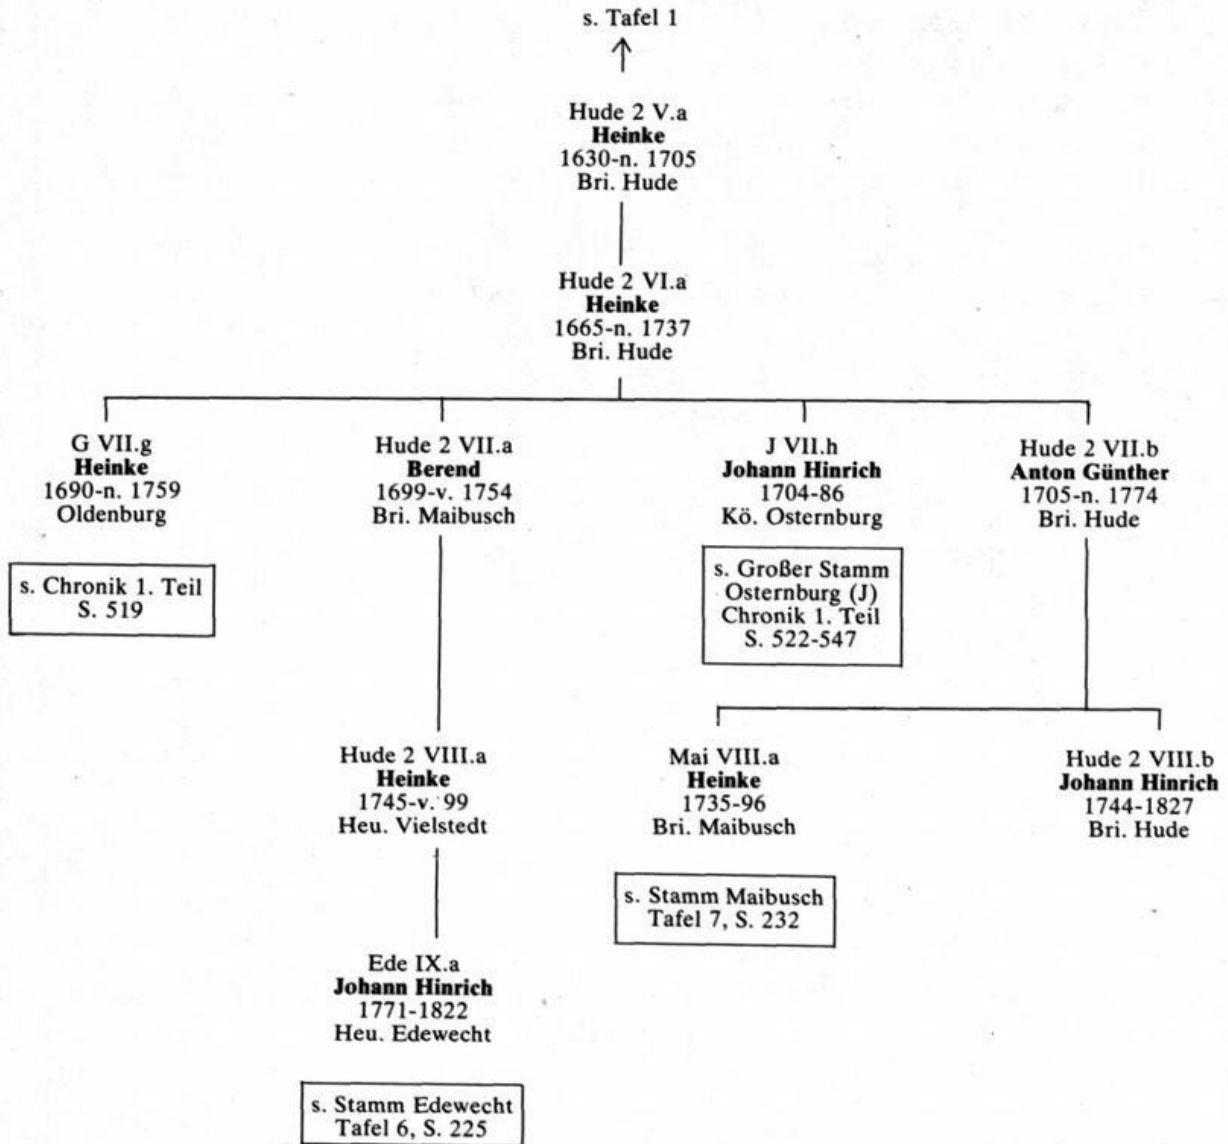 s. Tafel 1
Hude 2 V.a
Heinke
1630-n. 1705
Bri. Hude
Hude 2 VI.a
Heinke
1665-n. 1737
Bri. Hude
G VII.g
Heinke
1690-n. 1759
Oldenburg
s. Chronik 1. Teil
S. 519
Hude 2 VII.a
Berend
1699-v. 1754
Bri. Maibusch
J VII.h
Johann Hinrich
1704-86
Kö. Osternburg
s. Großer Stamm
Osternburg (J)
Chronik 1. Teil
S. 522-547
Hude 2 VII.b
Anton Günther
1705-n. 1774
Bri. Hude
Hude 2 VIII.a
Heinke
1745-v. 99
Heu. Vielstedt
Mai VIII.a
Heinke
1735-96
Bri. Maibusch
s. Stamm Maibusch
Tafel 7, S. 232
Hude 2 VIII.b
Johann Hinrich
1744-1827
Bri. Hude
Ede IX.a
Johann Hinrich
1771-1822
Heu. Edewecht
s. Stamm Edewecht
Tafel 6, S. 225